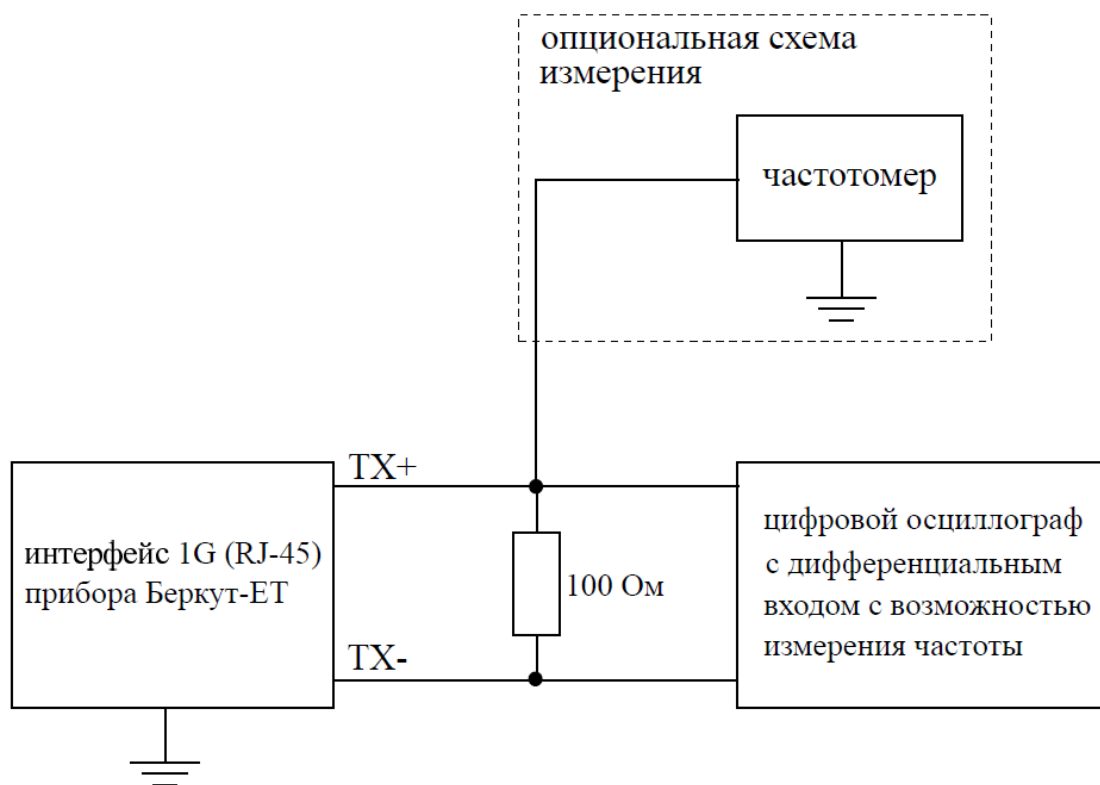 опциональная схема
измерения
частотомер
TX+
интерфейс 1G (RJ-45)
прибора Беркут-ЕТ
100 Ом
TX-
цифровой осциллограф
с дифференциальным
входом с возможностью
измерения частоты